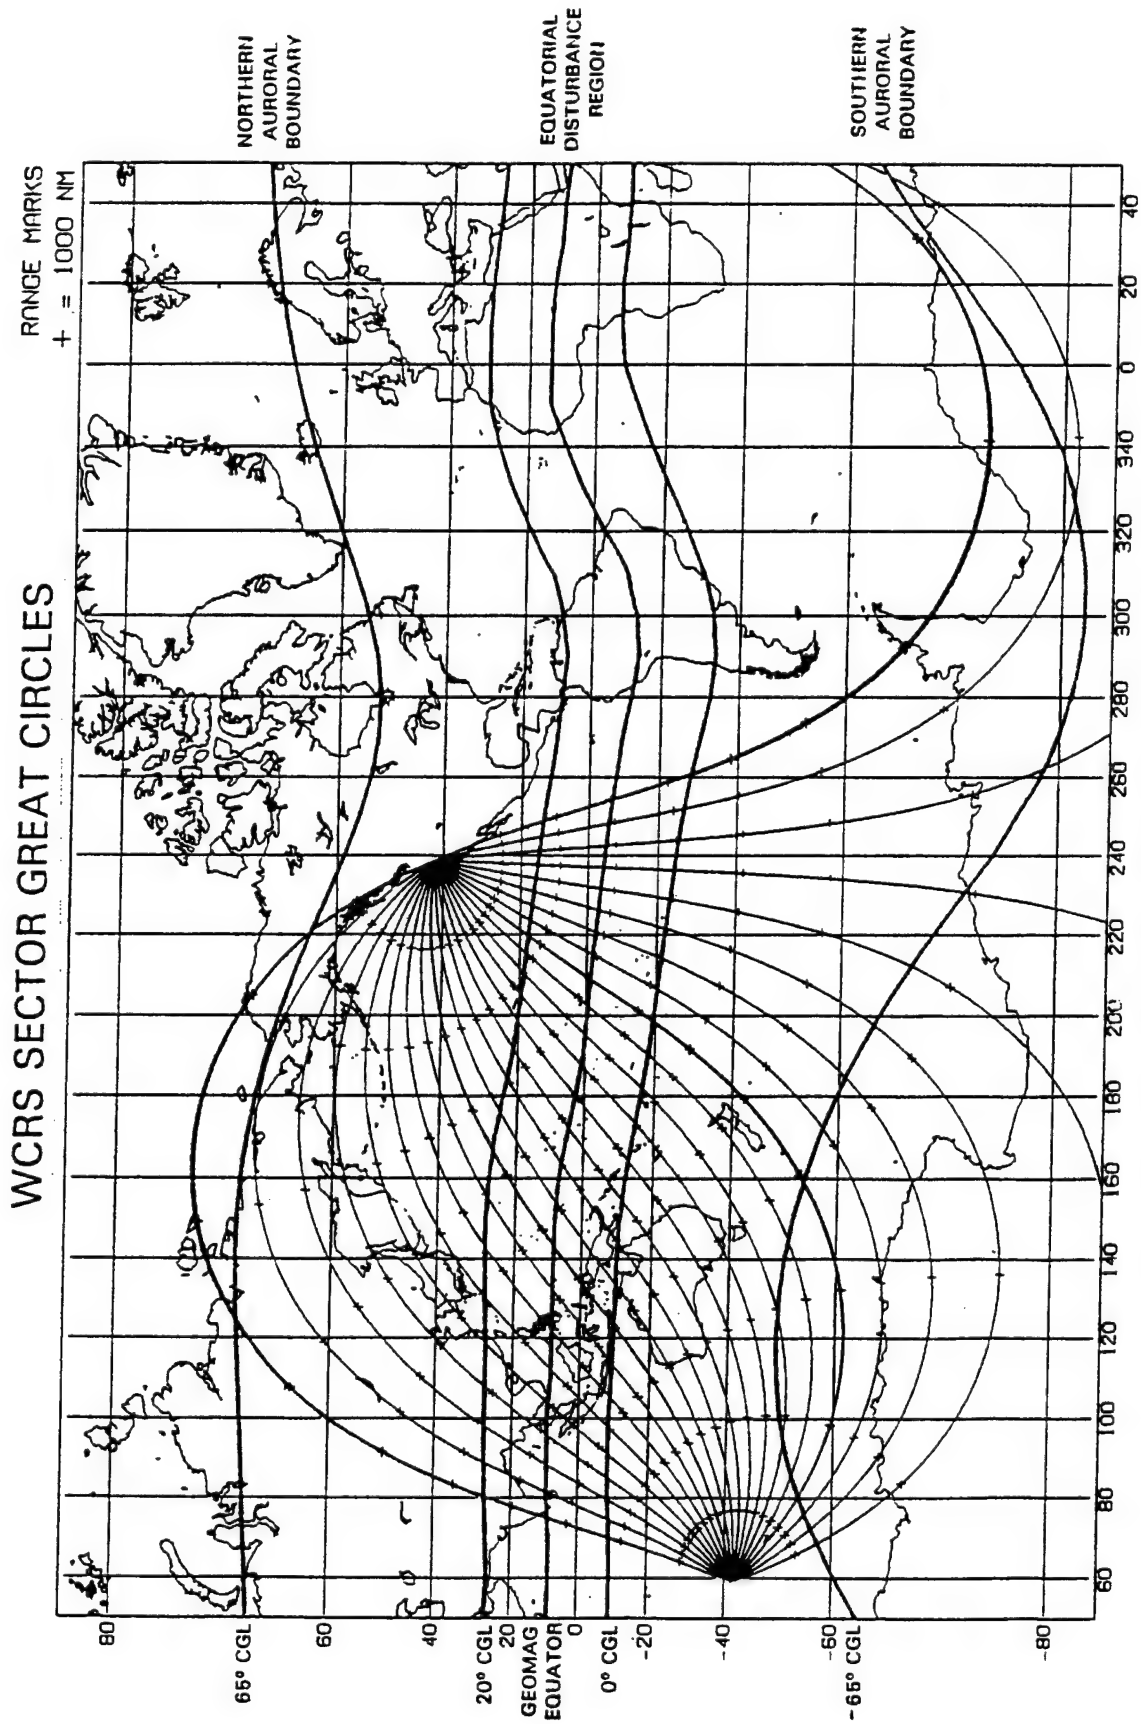 WCRS SECTOR GREAT CIRCLES
RANGE MARKS
+ = 1000 NM
NORTHERN
AURORAL
BOUNDARY
EQUATORIAL
DISTURBANCE
REGION
SOUTHERN
AURORAL
BOUNDARY
80
65° CGL
60
40
20° CGL
20
GEOMAG
EQUATOR
0
0° CGL
-20
-40
-60
-65° CGL
-80
60
80
100
120
140
160
180
200
220
240
260
280
300
320
340
0
20
40